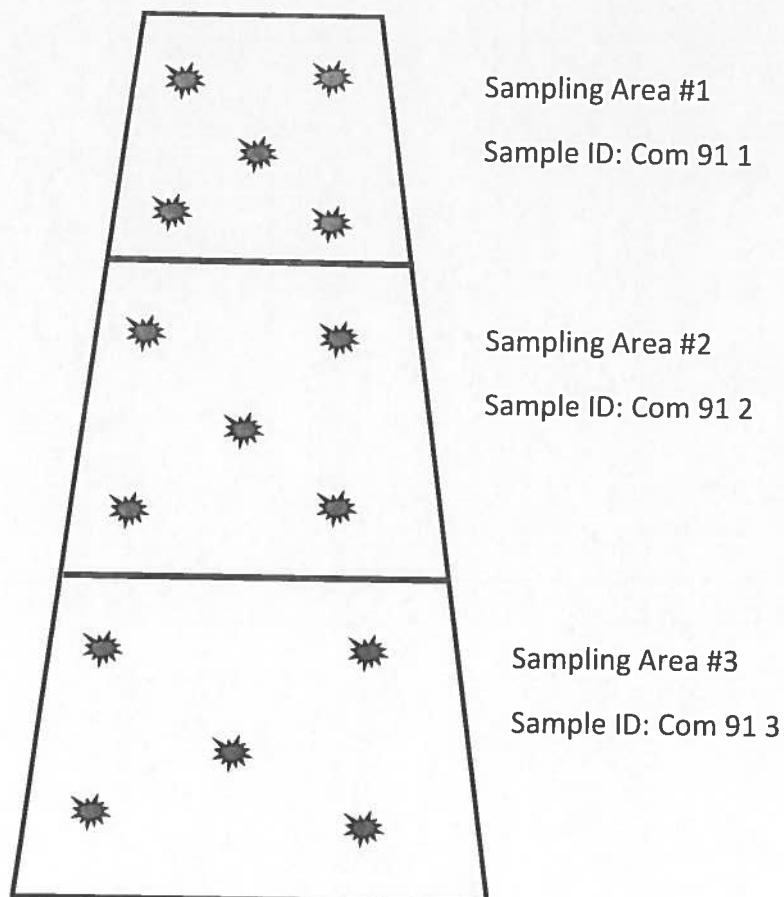 Sampling Area #1
Sample ID: Com 91 1
Sampling Area #2
Sample ID: Com 91 2
Sampling Area #3
Sample ID: Com 91 3